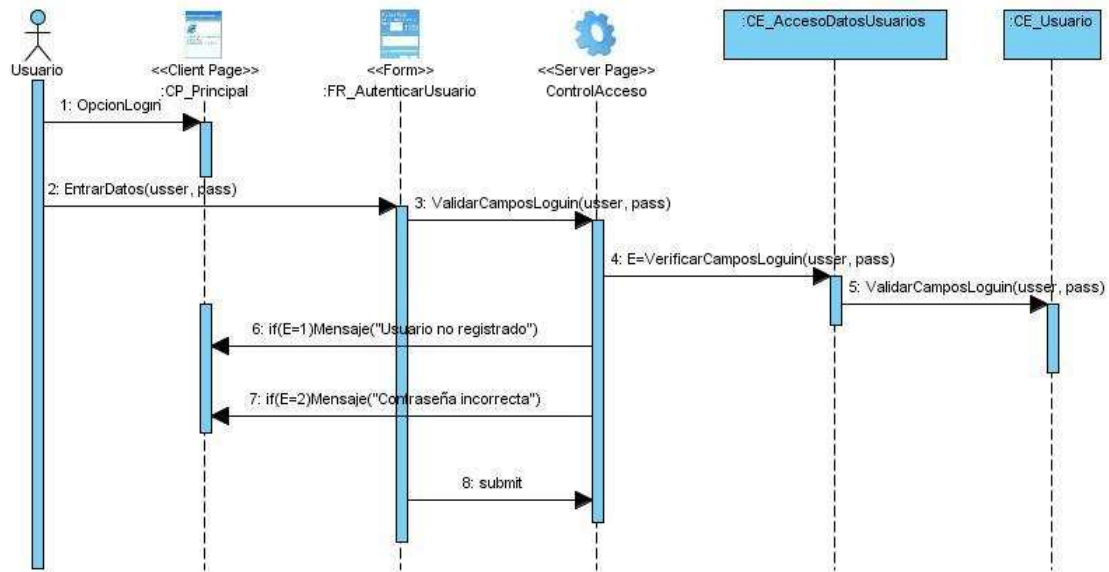 :CE_AccesoDatosUsuarios
:CE_Usuario
Usuario
<<Client Page>>
:CP_Principal
<<Form>>
:FR_AutenticarUsuario
<<Server Page>>
ControlAcceso
1: OpcionLogin
2: EntrarDatos(usser, pass)
3: ValidarCamposLoguin(usser, pass)
4: E=VerificarCamposLoguin(usser, pass)
5: ValidarCamposLoguin(usser, pass)
6: if(E=1)Mensaje("Usuario no registrado")
7: if(E=2)Mensaje("Contraseña incorrecta")
8: submit